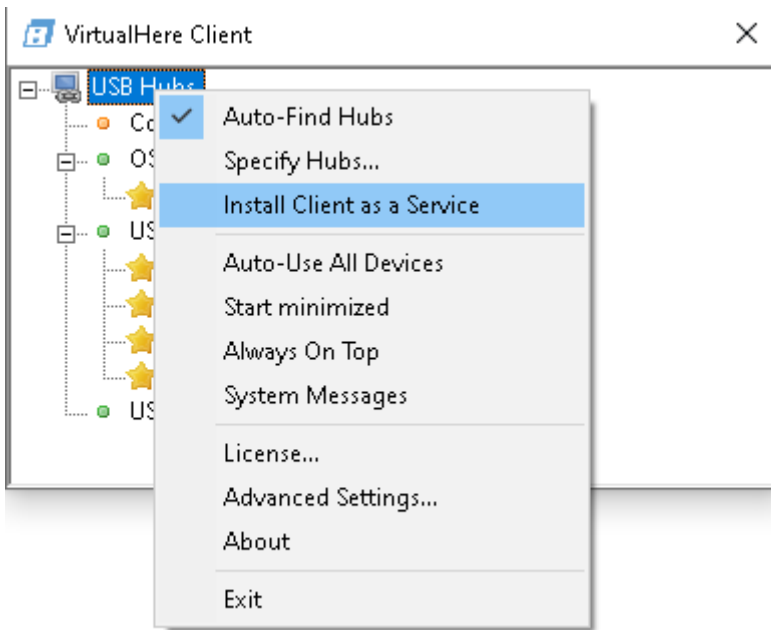 VirtualHere Client
USB Hubs
Auto-Find Hubs
Specify Hubs...
Install Client as a Service
Auto-Use All Devices
Start minimized
Always On Top
System Messages
License...
Advanced Settings...
About
Exit